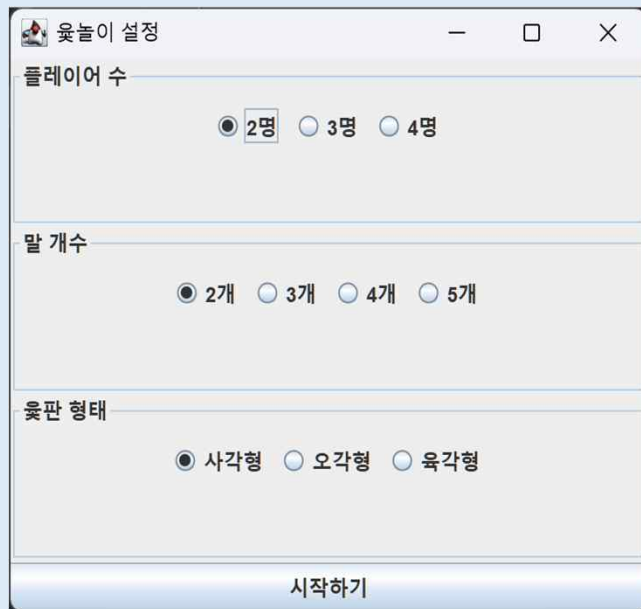 윷놀이 설정
플레이어 수
2명 3명 4명
말 개수
2개 3개 4개 5개
윷판 형태
사각형 오각형 육각형
시작하기